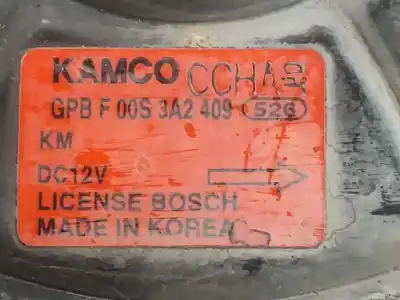 KAMCO CCHA
GPB F 00S 3A2 409 526
KM
DC12V
LICENSE BOSCH
MADE IN KOREA